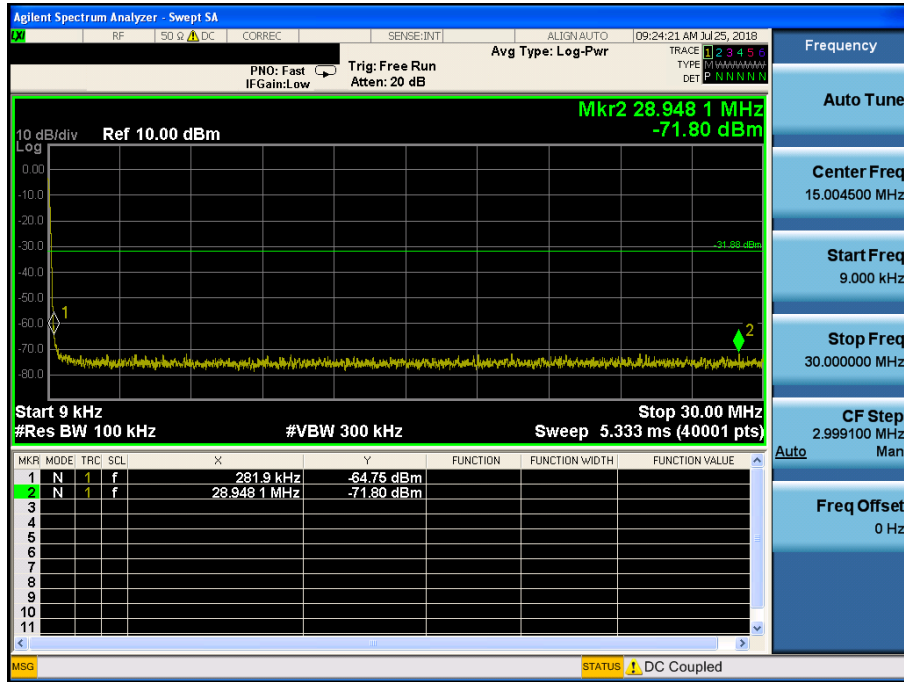 Agilent Spectrum Analyzer - Swept SA
LXI RF 50 Ω DC CORREC SENSE:INT ALIGNAUTO 09:24:21 AM Jul 25, 2018
Avg Type: Log-Pwr TRACE 1 2 3 4 5 6
PNO: Fast Trig: Free Run TYPE M W W W W W
IFGain:Low Atten: 20 dB DET P N N N N N
Mkr2 28.948 1 MHz
10 dB/div Ref 10.00 dBm -71.80 dBm
Log
0.00
-10.0
-20.0
-30.0 -31.88 dBm
-40.0
-50.0
-60.0 1
-70.0 2
-80.0
Start 9 kHz Stop 30.00 MHz
#Res BW 100 kHz #VBW 300 kHz Sweep 5.333 ms (40001 pts)
MKR MODE TRC SCL X Y FUNCTION FUNCTION WIDTH FUNCTION VALUE
1 N 1 f 281.9 kHz -64.75 dBm
2 N 1 f 28.948 1 MHz -71.80 dBm
3
4
5
6
7
8
9
10
11
MSG STATUS DC Coupled
Frequency
Auto Tune
Center Freq
15.004500 MHz
Start Freq
9.000 kHz
Stop Freq
30.000000 MHz
CF Step
2.999100 MHz
Auto Man
Freq Offset
0 Hz